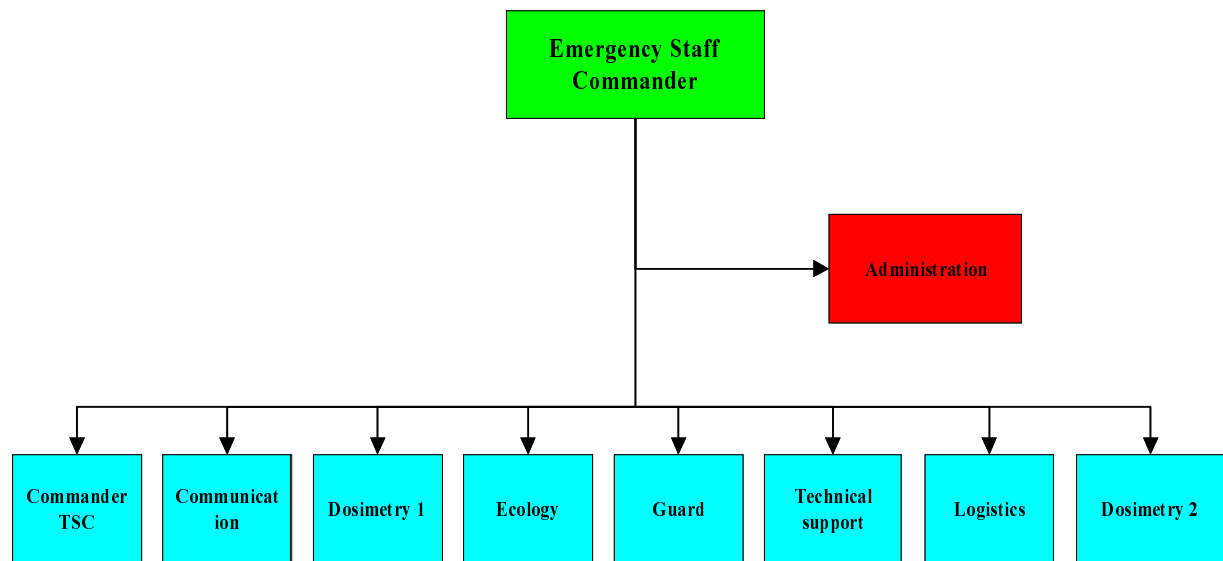 Emergency Staff
Commander
Administration
Commander
TSC
Communicat
ion
Dosimetry 1
Ecology
Guard
Technical
support
Logistics
Dosimetry 2